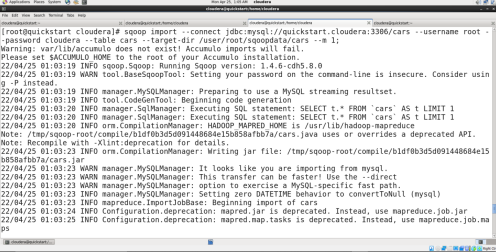 Mon Apr 25, 1:05 AM cloudera
cloudera@quickstart:/home/cloudera
File Edit View Search Terminal Tabs Help
cloudera@quickstart:~
cloudera@quickstart:/home/cloudera
cloudera@quickstart:/home/cloudera
cloudera@quickstart:~
[root@quickstart cloudera]# sqoop import --connect jdbc:mysql://quickstart.cloudera:3306/cars --username root -
-password cloudera --table cars --target-dir /user/root/sqoopdata/cars --m 1;
Warning: /usr/lib/sqoop/../accumulo does not exist! Accumulo imports will fail.
Please set $ACCUMULO_HOME to the root of your Accumulo installation.
22/04/25 01:03:19 INFO sqoop.Sqoop: Running Sqoop version: 1.4.6-cdh5.8.0
22/04/25 01:03:19 WARN tool.BaseSqoopTool: Setting your password on the command-line is insecure. Consider usin
g -P instead.
22/04/25 01:03:19 INFO manager.MySQLManager: Preparing to use a MySQL streaming resultset.
22/04/25 01:03:19 INFO tool.CodeGenTool: Beginning code generation
22/04/25 01:03:20 INFO manager.SqlManager: Executing SQL statement: SELECT t.* FROM `cars` AS t LIMIT 1
22/04/25 01:03:20 INFO manager.SqlManager: Executing SQL statement: SELECT t.* FROM `cars` AS t LIMIT 1
22/04/25 01:03:20 INFO orm.CompilationManager: HADOOP_MAPRED_HOME is /usr/lib/hadoop-mapreduce
Note: /tmp/sqoop-root/compile/b1df0b3d5d091448684e15b858afbb7a/cars.java uses or overrides a deprecated API.
Note: Recompile with -Xlint:deprecation for details.
22/04/25 01:03:23 INFO orm.CompilationManager: Writing jar file: /tmp/sqoop-root/compile/b1df0b3d5d091448684e15
b858afbb7a/cars.jar
22/04/25 01:03:23 WARN manager.MySQLManager: It looks like you are importing from mysql.
22/04/25 01:03:23 WARN manager.MySQLManager: This transfer can be faster! Use the --direct
22/04/25 01:03:23 WARN manager.MySQLManager: option to exercise a MySQL-specific fast path.
22/04/25 01:03:23 INFO manager.MySQLManager: Setting zero DATETIME behavior to convertToNull (mysql)
22/04/25 01:03:23 INFO mapreduce.ImportJobBase: Beginning import of cars
22/04/25 01:03:23 INFO Configuration.deprecation: mapred.jar is deprecated. Instead, use mapreduce.job.jar
22/04/25 01:03:25 INFO Configuration.deprecation: mapred.map.tasks is deprecated. Instead, use mapreduce.job.ma
ps
cloudera@quickstart:/...